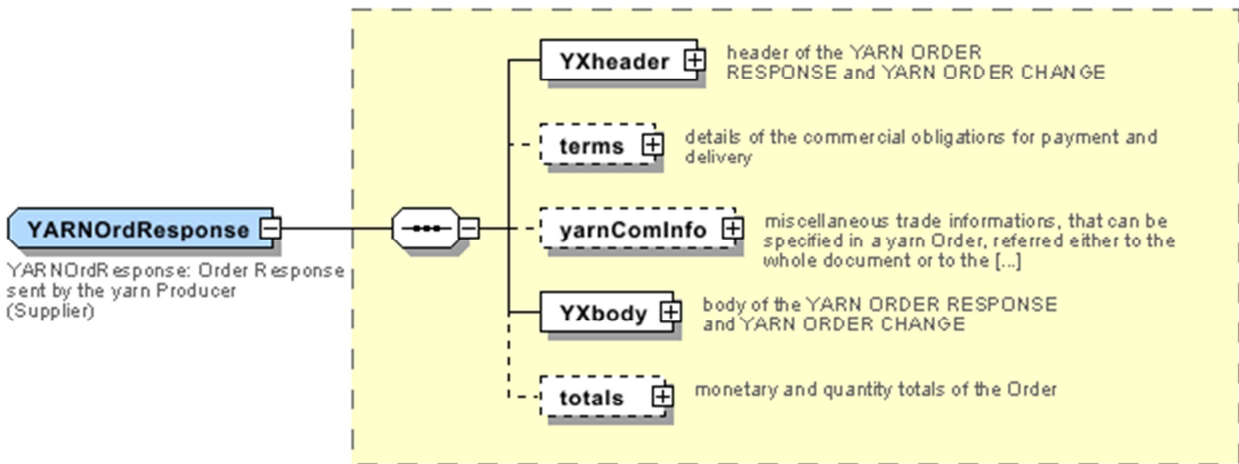 YXheader
header of the YARN ORDER
RESPONSE and YARN ORDER CHANGE
terms
details of the commercial obligations for payment and
delivery
YARNOrdResponse
YARNOrdResponse: Order Response
sent by the yarn Producer
(Supplier)
yarnComInfo
miscellaneous trade informations, that can be
specified in a yarn Order, referred either to the
whole document or to the [...]
YXbody
body of the YARN ORDER RESPONSE
and YARN ORDER CHANGE
totals
monetary and quantity totals of the Order